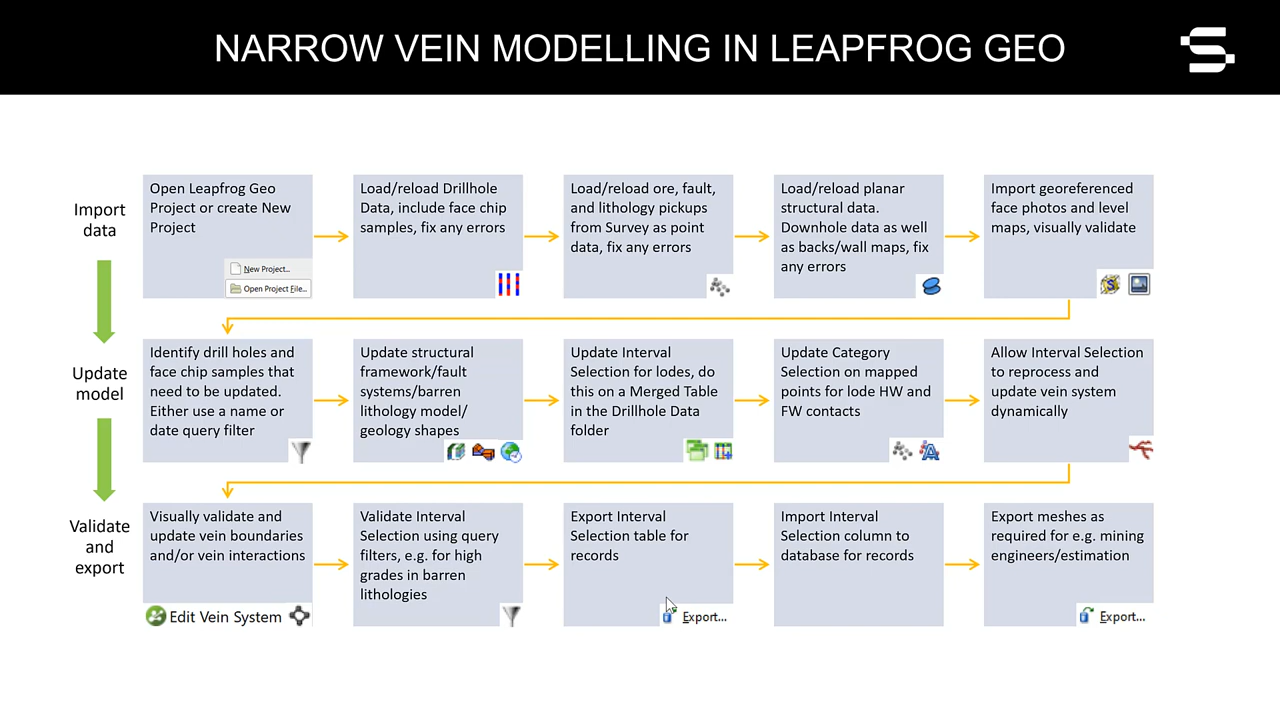 NARROW VEIN MODELLING IN LEAPFROG GEO
Import
data
Open Leapfrog Geo
Project or create New
Project
New Project...
Open Project File...
Load/reload Drillhole
Data, include face chip
samples, fix any errors
Load/reload ore, fault,
and lithology pickups
from Survey as point
data, fix any errors
Load/reload planar
structural data.
Downhole data as well
as backs/wall maps, fix
any errors
Import georeferenced
face photos and level
maps, visually validate
Update
model
Identify drill holes and
face chip samples that
need to be updated.
Either use a name or
date query filter
Update structural
framework/fault
systems/barren
lithology model/
geology shapes
Update Interval
Selection for lodes, do
this on a Merged Table
in the Drillhole Data
folder
Update Category
Selection on mapped
points for lode HW and
FW contacts
Allow Interval Selection
to reprocess and
update vein system
dynamically
Validate
and
export
Visually validate and
update vein boundaries
and/or vein interactions
Edit Vein System
Validate Interval
Selection using query
filters, e.g. for high
grades in barren
lithologies
Export Interval
Selection table for
records
Export...
Import Interval
Selection column to
database for records
Export meshes as
required for e.g. mining
engineers/estimation
Export...